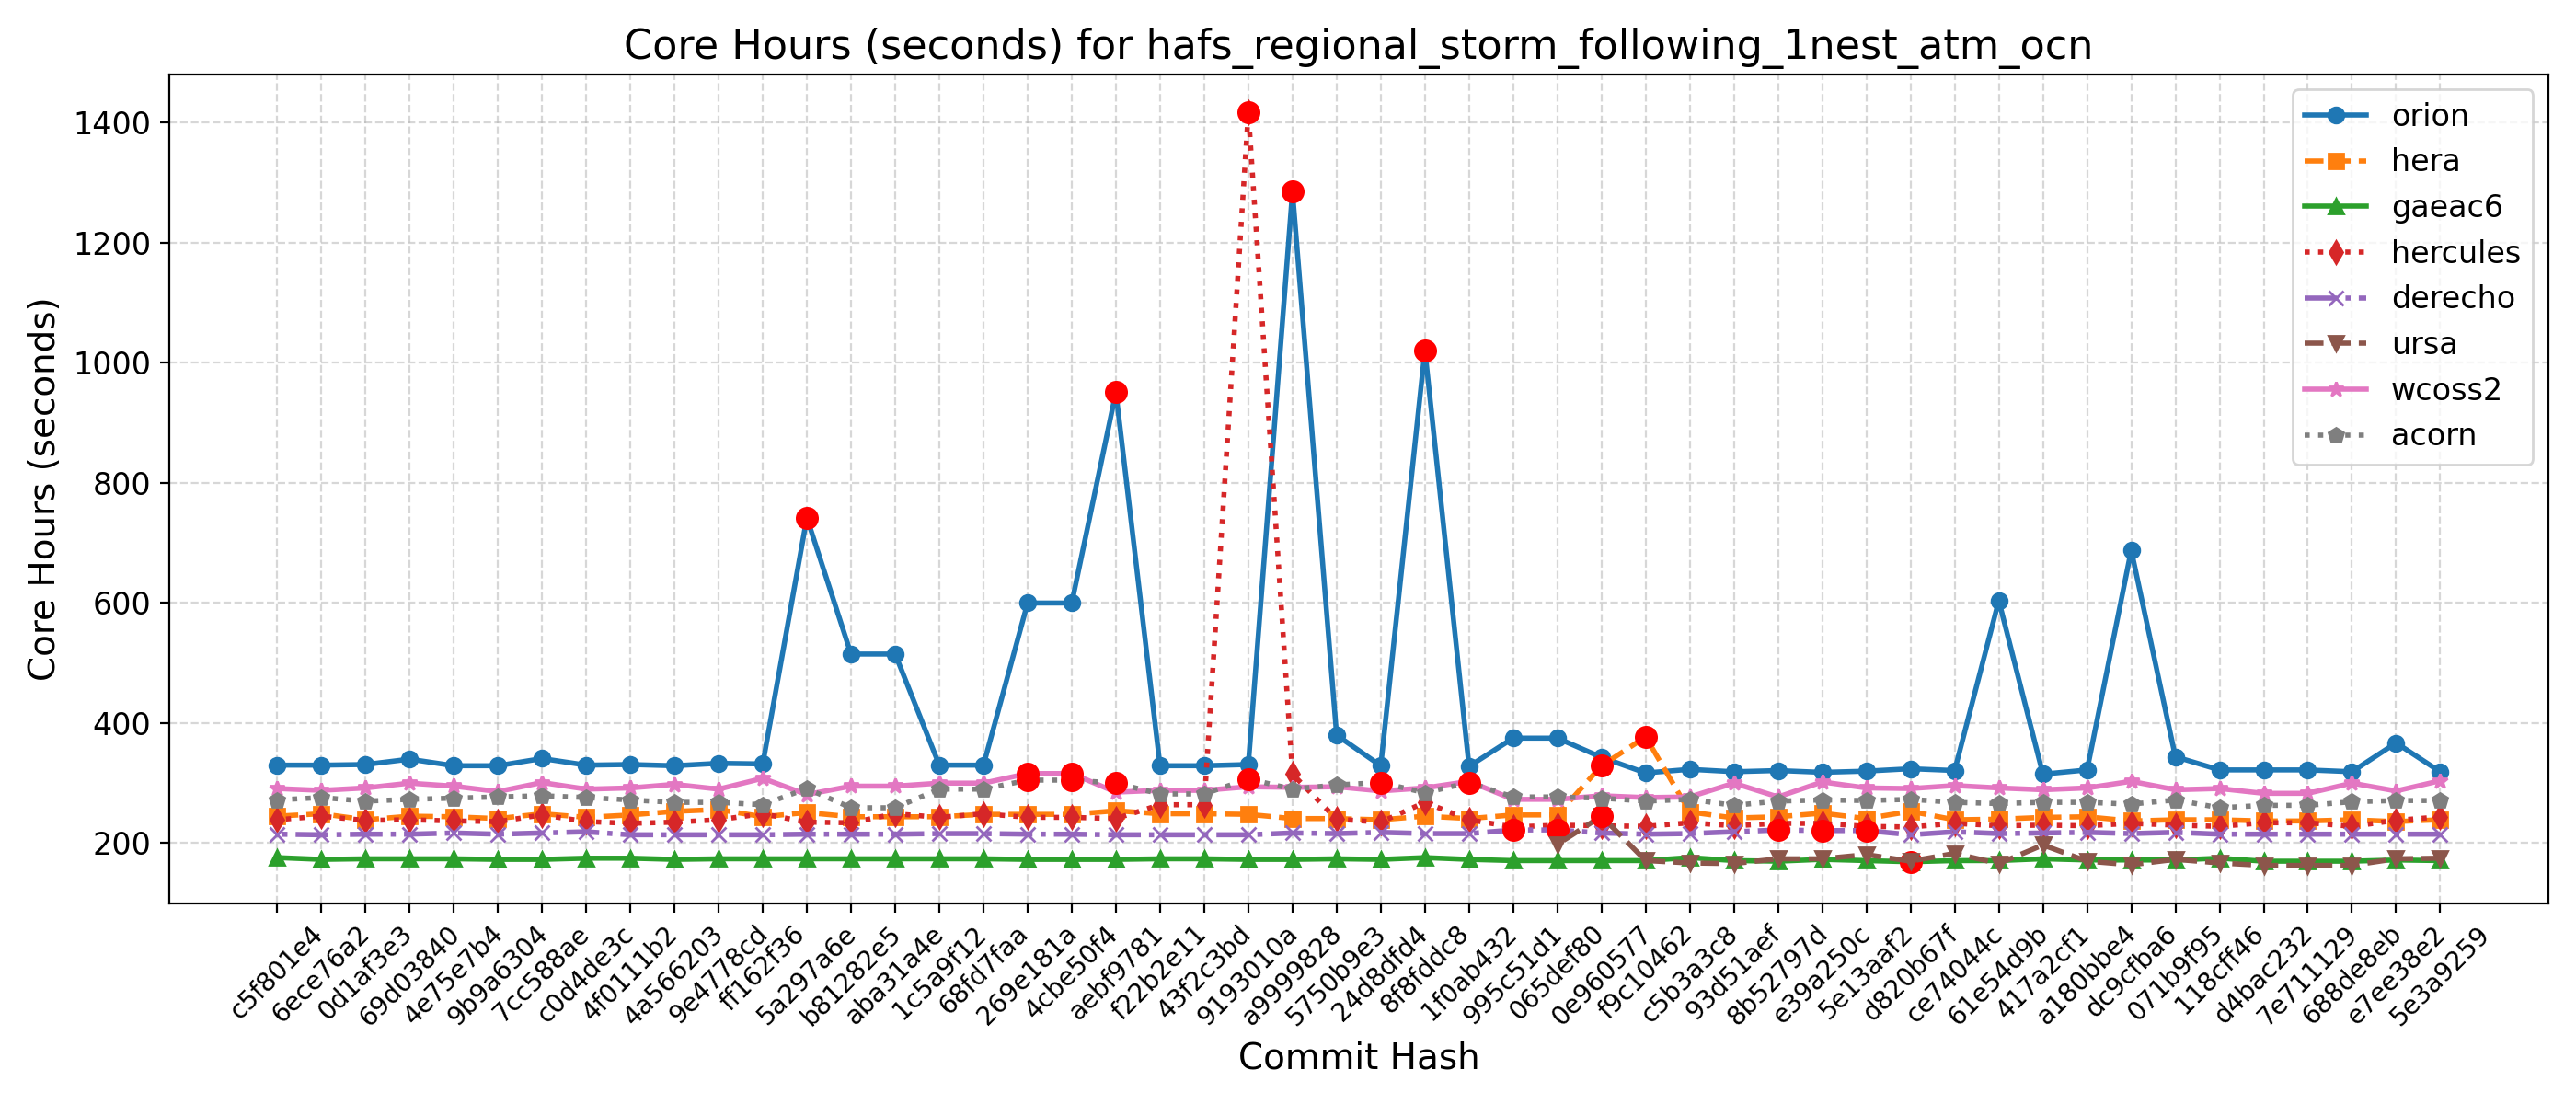 Core Hours (seconds) for hafs_regional_storm_following_1nest_atm_ocn
Core Hours (seconds)
1400
1200
1000
800
600
400
200
orion
hera
gaeac6
hercules
derecho
ursa
wcoss2
acorn
c5f801e4
6ece76a2
0d1af3e3
69d03840
4e75e7b4
9b9a6304
7cc588ae
c0d4de3c
4f0111b2
4a566203
9e4778cd
ff162f36
5a297a6e
b81282e5
aba31a4e
1c5a9f12
68fd7faa
269e181a
4cbe50f4
aebf9781
f22b2e11
43f2c3bd
9193010a
a9999828
5750b9e3
24d8dfd4
8f8fddc8
1f0ab432
995c51d1
065def80
0e960577
f9c10462
c5b3a3c8
93d51aef
8b52797d
e39a250c
5e13aaf2
d820b67f
ce74044c
61e54d9b
417a2cf1
a180bbe4
dc9cfba6
071b9f95
118cff46
d4bac232
7e711129
688de8eb
e7ee38e2
5e3a9259
Commit Hash